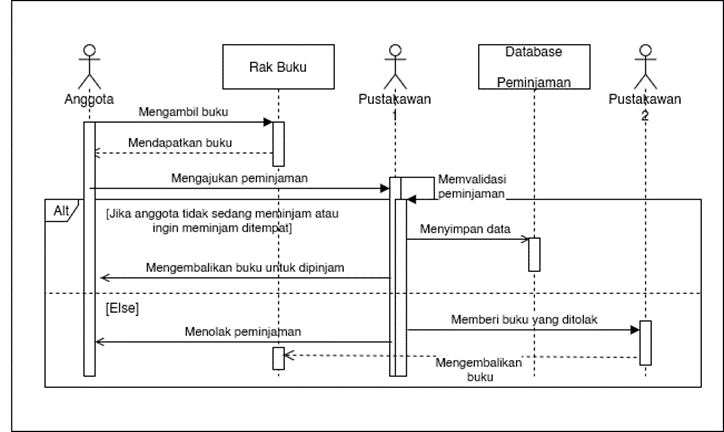 Anggota
Rak Buku
Pustakawan
1
Database
Peminjaman
Pustakawan
2
Mengambil buku
Mendapatkan buku
Mengajukan peminjaman
Memvalidasi
peminjaman
Alt
[Jika anggota tidak sedang meminjam atau
ingin meminjam ditempat]
Menyimpan data
Mengembalikan buku untuk dipinjam
[Else]
Memberi buku yang ditolak
Menolak peminjaman
Mengembalikan
buku